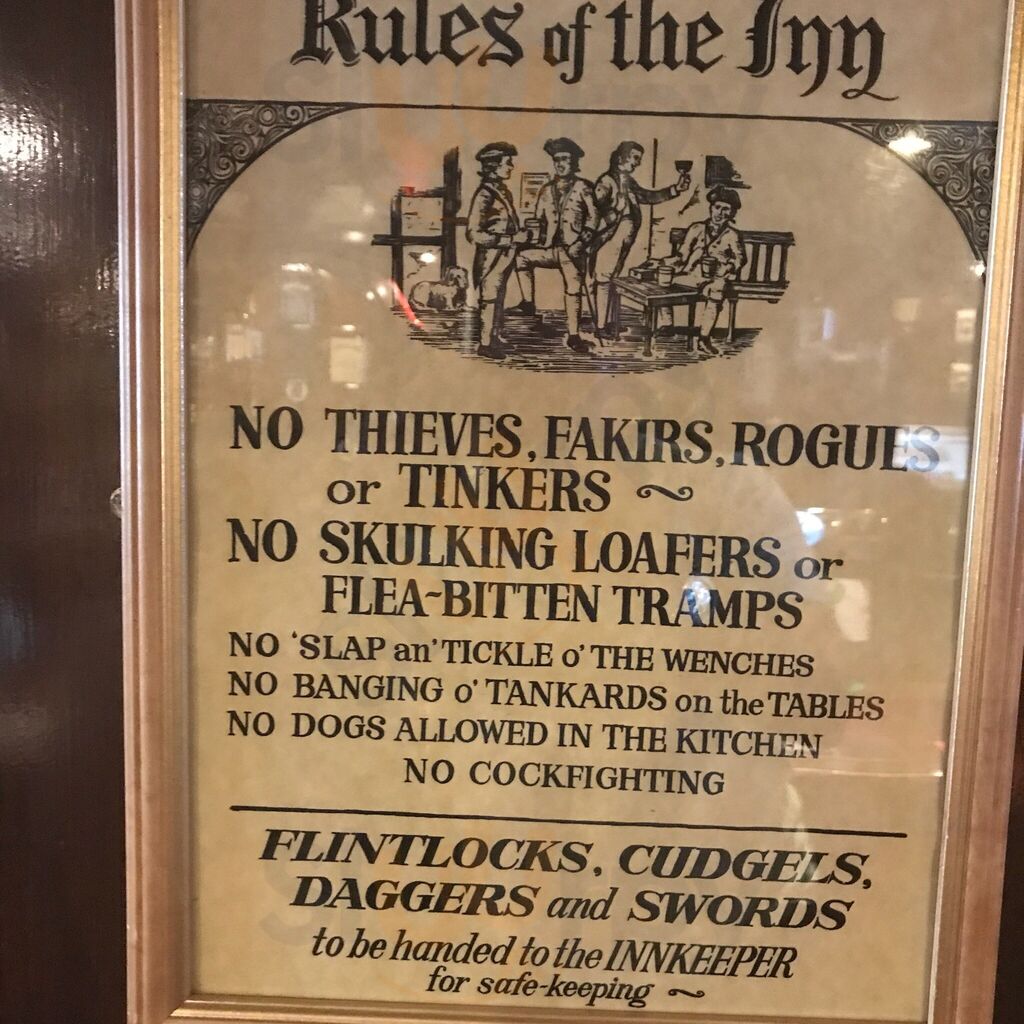 Rules of the Inn
NO THIEVES, FAKIRS, ROGUES
or TINKERS ~
NO SKULKING LOAFERS or
FLEA-BITTEN TRAMPS
NO 'SLAP an' TICKLE o' THE WENCHES
NO BANGING o' TANKARDS on the TABLES
NO DOGS ALLOWED IN THE KITCHEN
NO COCKFIGHTING
FLINTLOCKS, CUDGELS,
DAGGERS and SWORDS
to be handed to the INNKEEPER
for safe-keeping ~